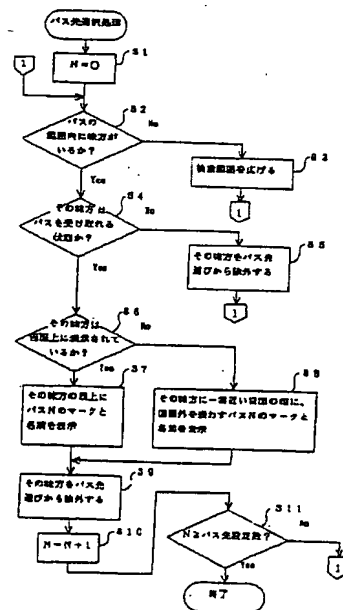 パス先選択処理
S1
N=0
1
S2
パスの
範囲内に味方が
いるか?
No
S3
検索範囲を広げる
1
Yes
S4
その味方は
パスを受け取れる
状態か?
No
S5
その味方をパス先
選びから除外する
1
Yes
S6
その味方は
画面上に表示されて
いるか?
No
Yes
S7
その味方の頭上に
パスNのマークと
名前を表示
S8
その味方に一番近い画面の端に、
画面外を表わすパスNのマークと
名前を表示
S9
その味方をパス先
選びから除外する
S10
N=N+1
S11
N≥パス先設定数?
No
1
Yes
終了